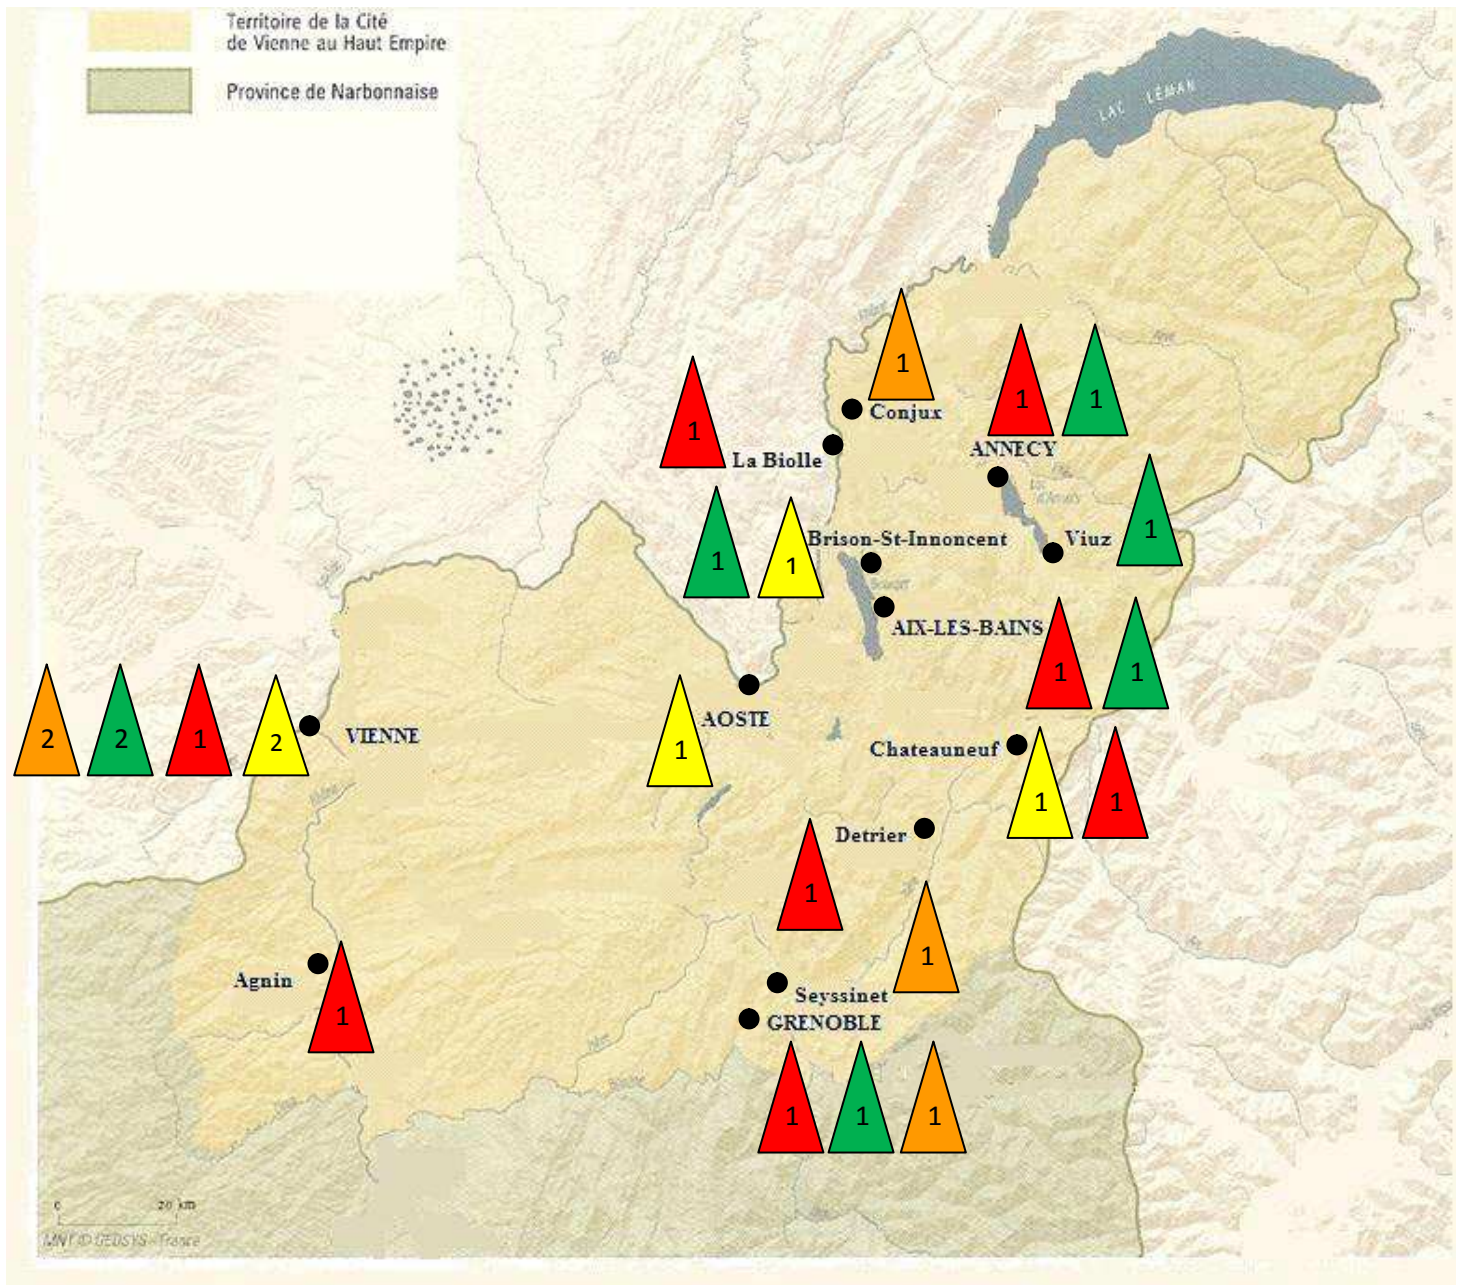 Territoire de la Cité
de Vienne au Haut Empire
Province de Narbonnaise
LAC LÉMAN
1
Conjux
1
1
1
ANNECY
La Biolle
1
1
1
Brison-St-Innoncent
Viuz
1
AIX-LES-BAINS
1
1
2
2
1
2
VIENNE
AOSTE
1
Chateauneuf
1
1
Detrier
1
1
Agnin
1
Seyssinet
GRENOBLE
1
1
1
0 20 km
MNT © GEOSYS - France